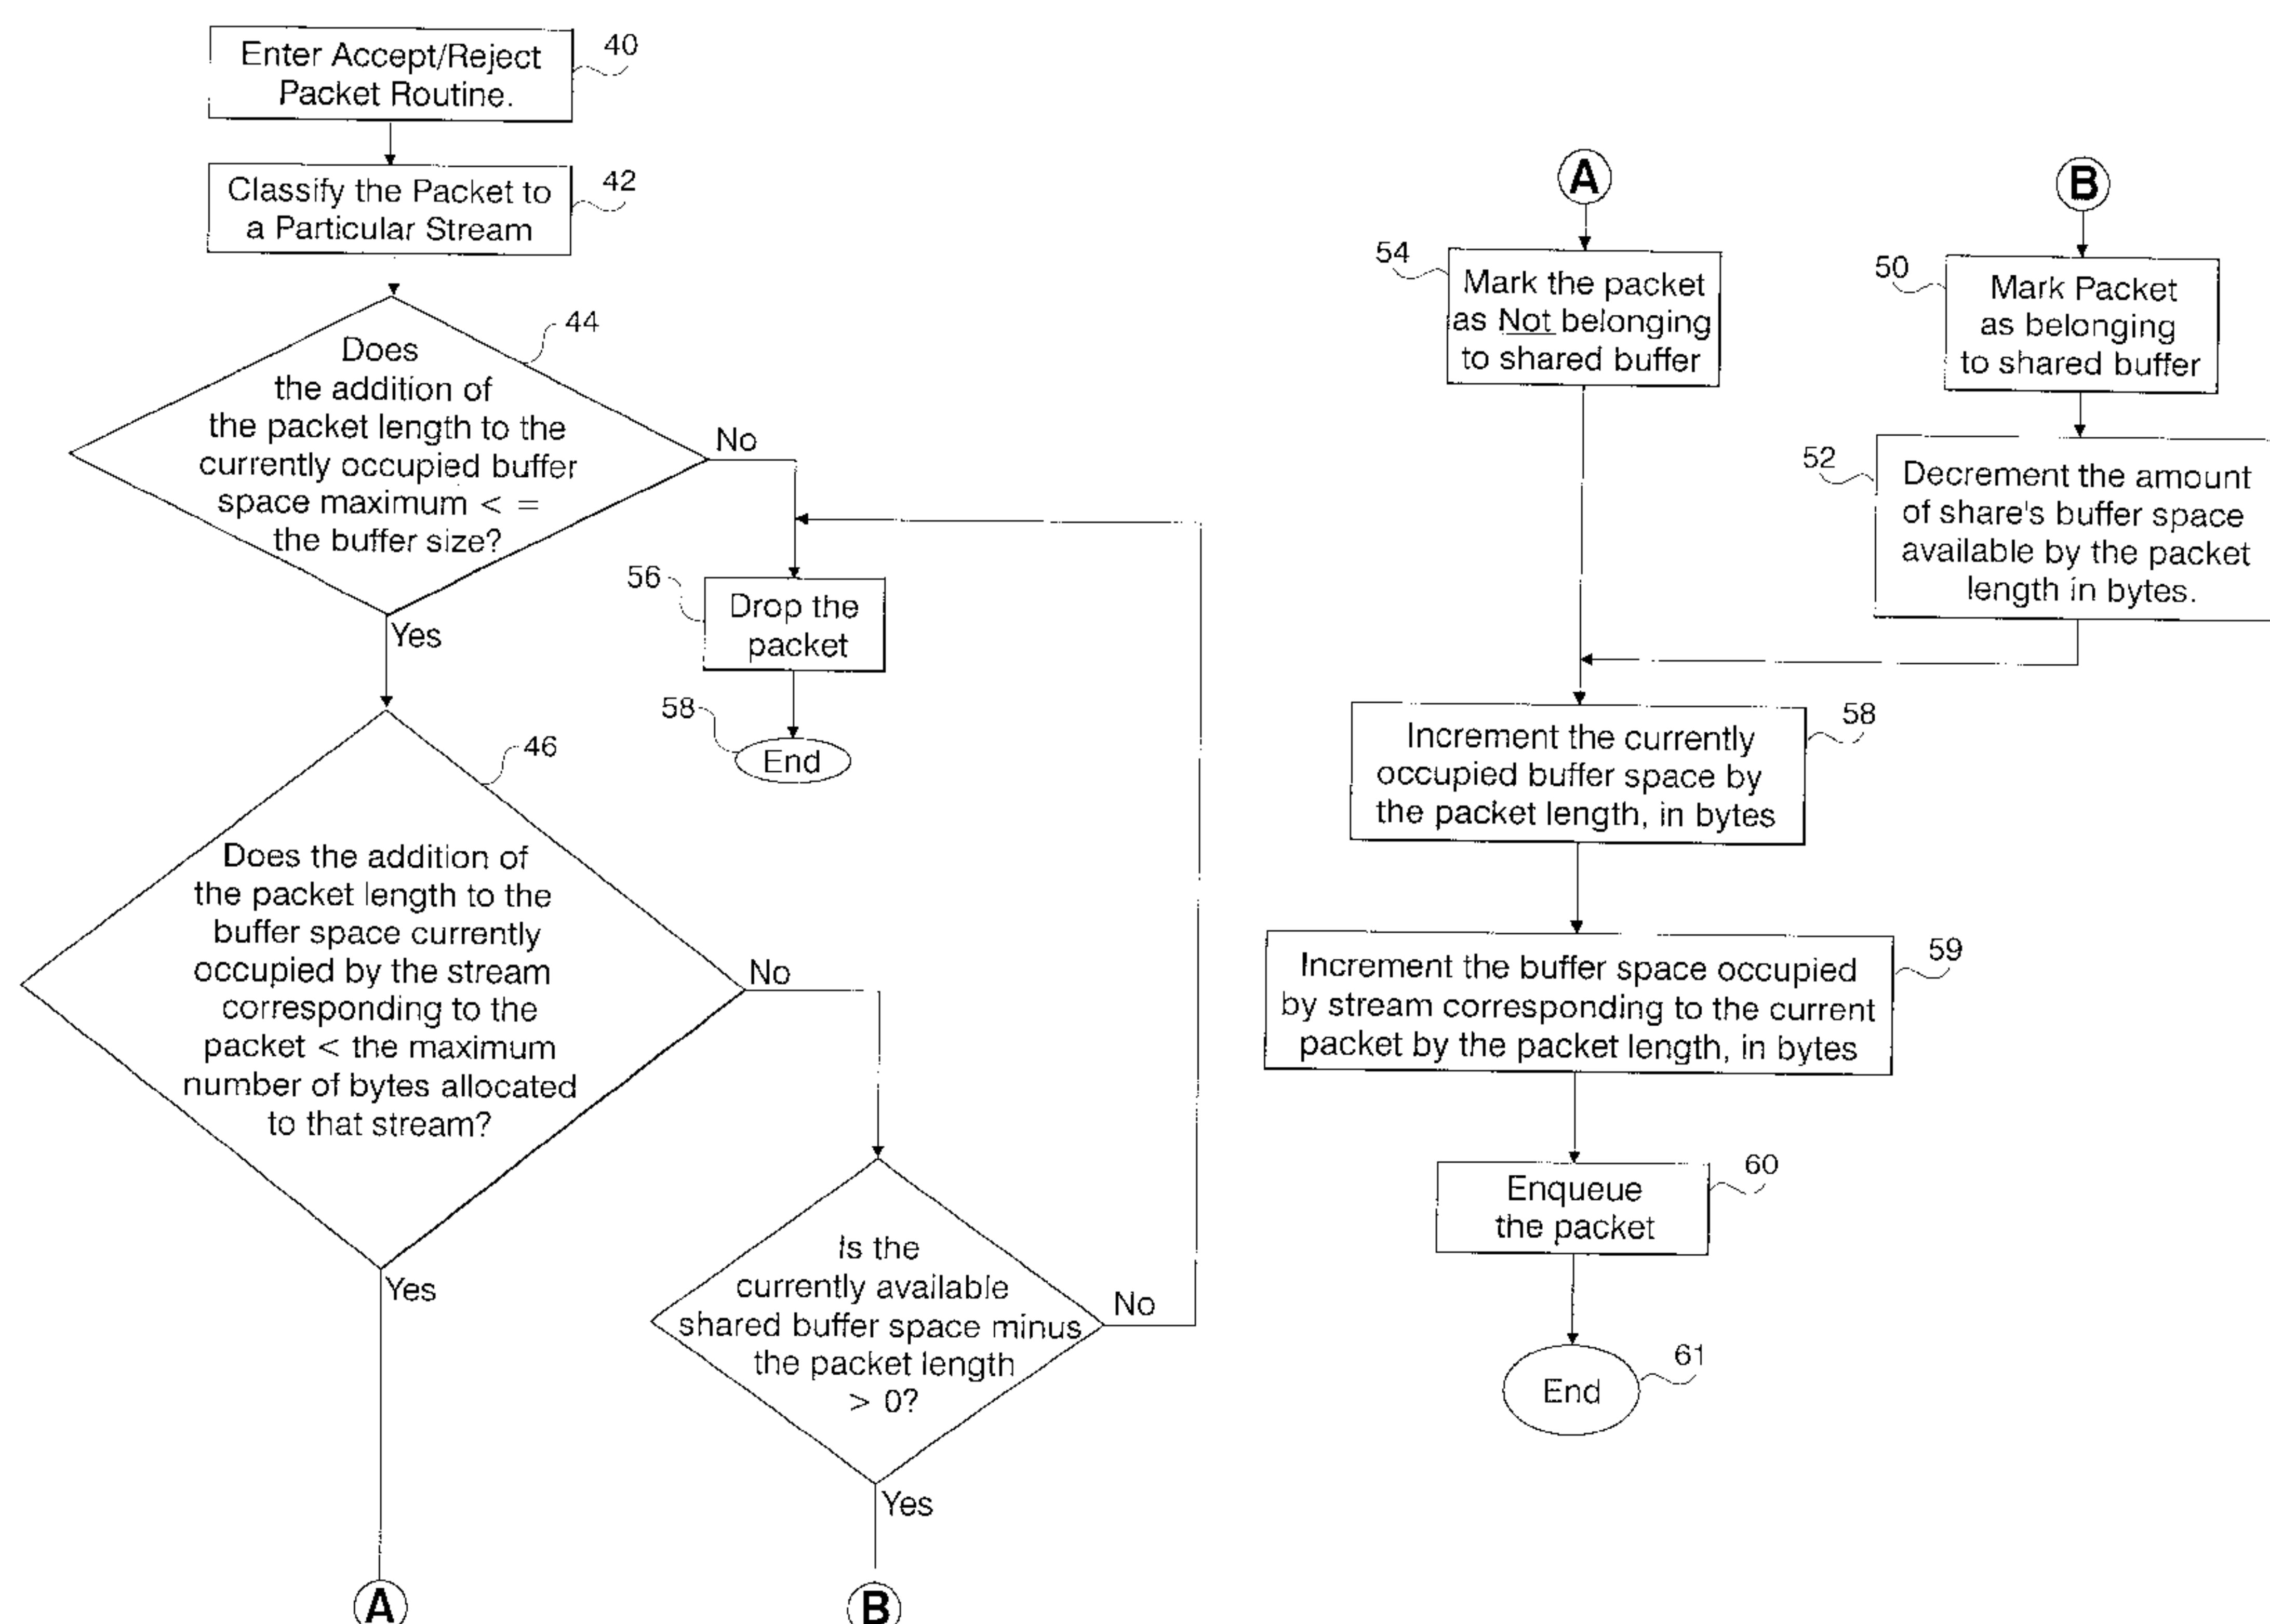 Enter Accept/Reject
Packet Routine.
40
Classify the Packet to
a Particular Stream
42
44
Does
the addition of
the packet length to the
currently occupied buffer
space maximum < =
the buffer size?
No
Yes
56
Drop the
packet
58
End
46
Does the addition of
the packet length to the
buffer space currently
occupied by the stream
corresponding to the
packet < the maximum
number of bytes allocated
to that stream?
No
Yes
Is the
currently available
shared buffer space minus
the packet length
> 0?
No
Yes
A
B
A
54
Mark the packet
as Not belonging
to shared buffer
B
50
Mark Packet
as belonging
to shared buffer
52
Decrement the amount
of share's buffer space
available by the packet
length in bytes.
58
Increment the currently
occupied buffer space by
the packet length, in bytes
59
Increment the buffer space occupied
by stream corresponding to the current
packet by the packet length, in bytes
60
Enqueue
the packet
61
End